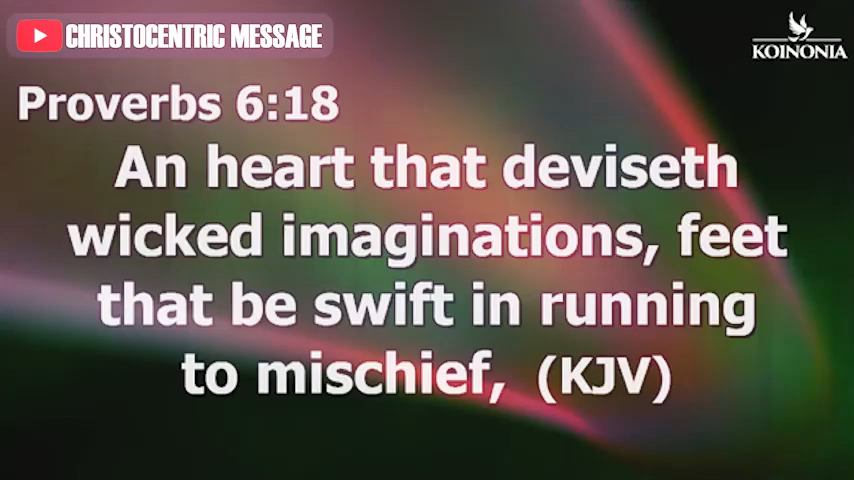 CHRISTOCENTRIC MESSAGE
KOINONIA
Proverbs 6:18
An heart that deviseth
wicked imaginations, feet
that be swift in running
to mischief, (KJV)